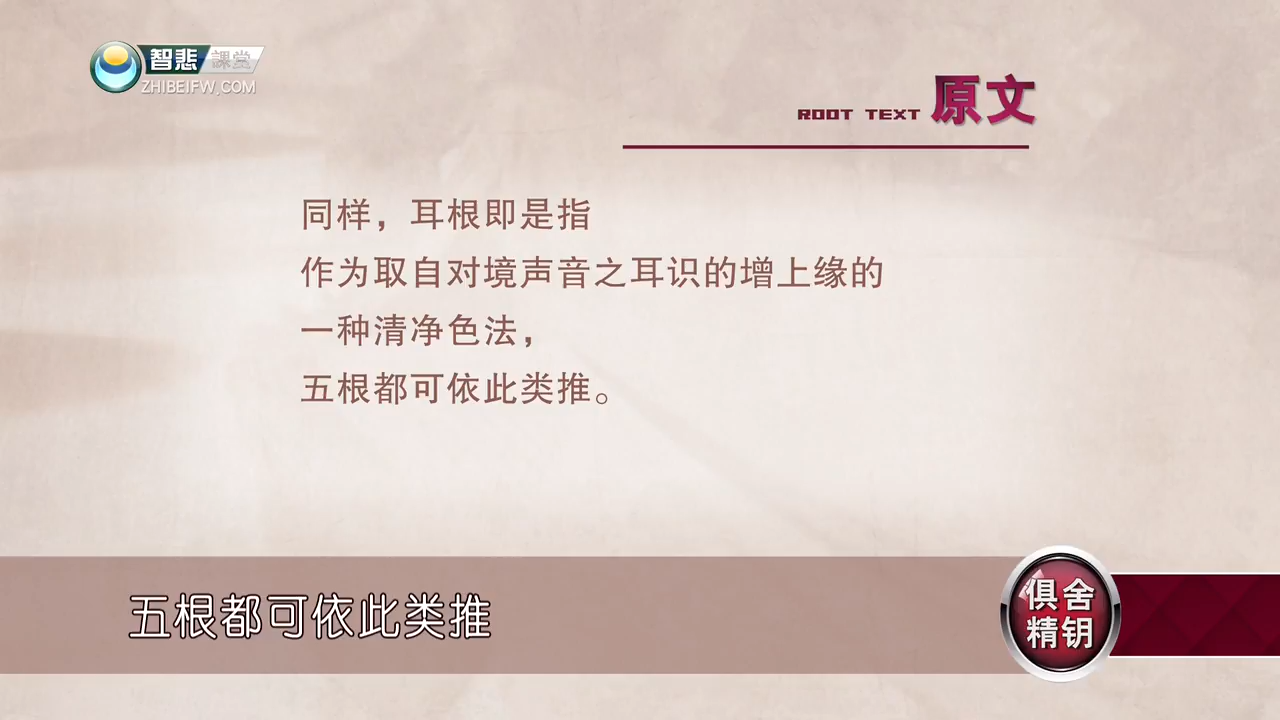 智悲 課堂
ZHIBEIFW.COM
ROOT TEXT 原文
同样，耳根即是指
作为取自对境声音之耳识的增上缘的
一种清净色法，
五根都可依此类推。
五根都可依此类推
俱舍
精钥